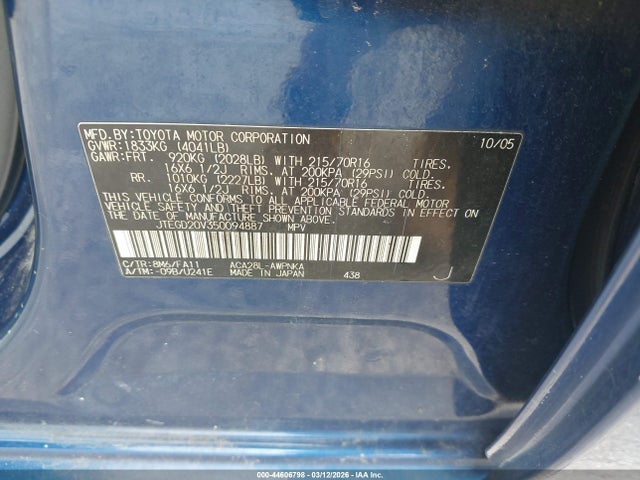 MFD.BY:TOYOTA MOTOR CORPORATION 10/05
GVWR:1833KG (4041LB)
GAWR:FRT. 920KG (2028LB) WITH 215/70R16 TIRES.
16X6 1/2J RIMS. AT 200KPA (29PSI) COLD.
RR. 1010KG (2227LB) WITH 215/70R16 TIRES.
16X6 1/2J RIMS. AT 200KPA (29PSI) COLD.
THIS VEHICLE CONFORMS TO ALL APPLICABLE FEDERAL MOTOR
VEHICLE SAFETY AND THEFT PREVENTION STANDARDS IN
EFFECT ON THE DATE OF MANUFACTURE SHOWN ABOVE.
JTEGD20V350094887 MPV
C/TR:8M6/FA11 ACA28L-AWPNKA
A/TM:-09B/U241E MADE IN JAPAN 438 J
000-44606798 - 03/12/2026 - IAA Inc.